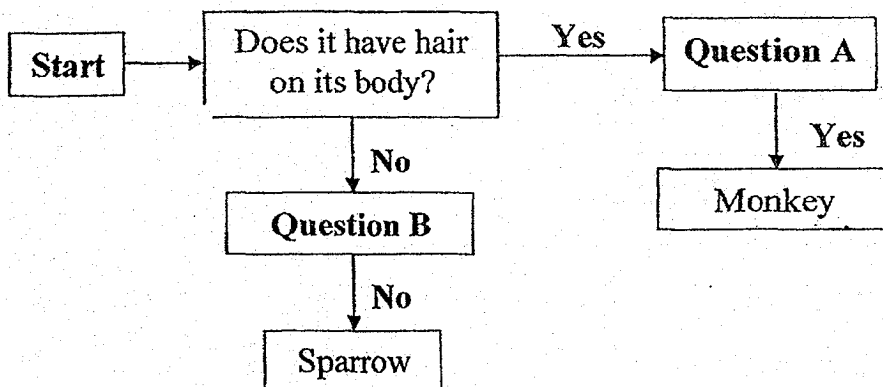 Start
Does it have hair
on its body?
Yes
Question A
Yes
Monkey
No
Question B
No
Sparrow